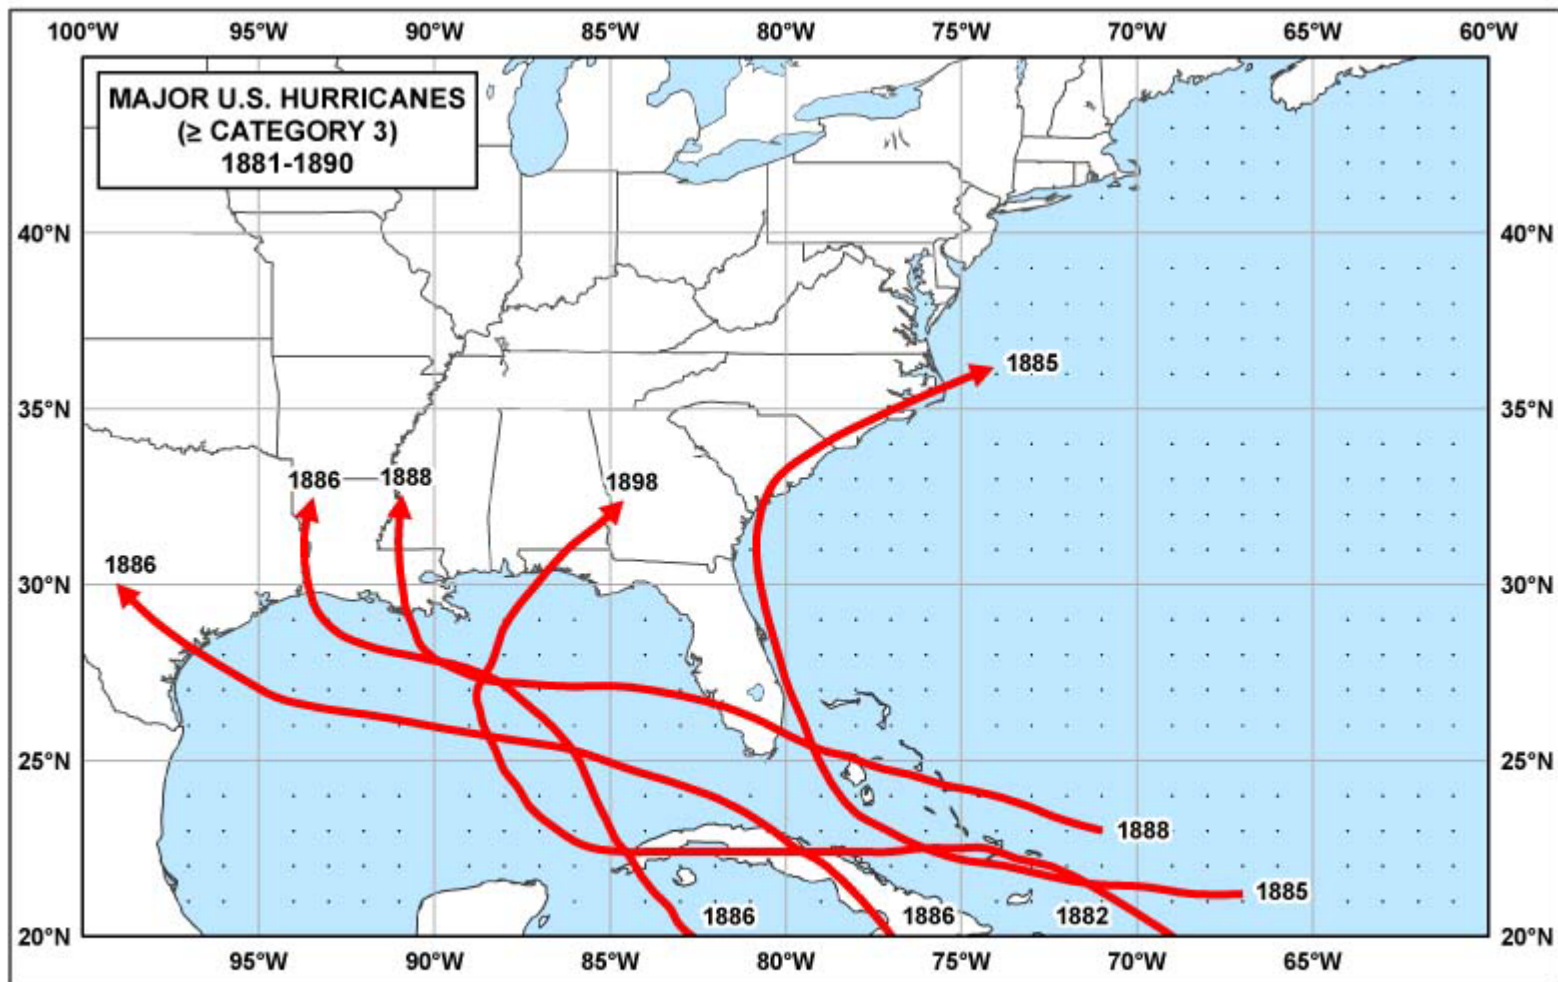 100°W 95°W 90°W 85°W 80°W 75°W 70°W 65°W 60°W
MAJOR U.S. HURRICANES
(≥ CATEGORY 3)
1881-1890
40°N 40°N
1885
35°N 35°N
1886 1888 1898
1886
30°N 30°N
25°N 25°N
1888
1885
1886 1886 1882
20°N 20°N
95°W 90°W 85°W 80°W 75°W 70°W 65°W